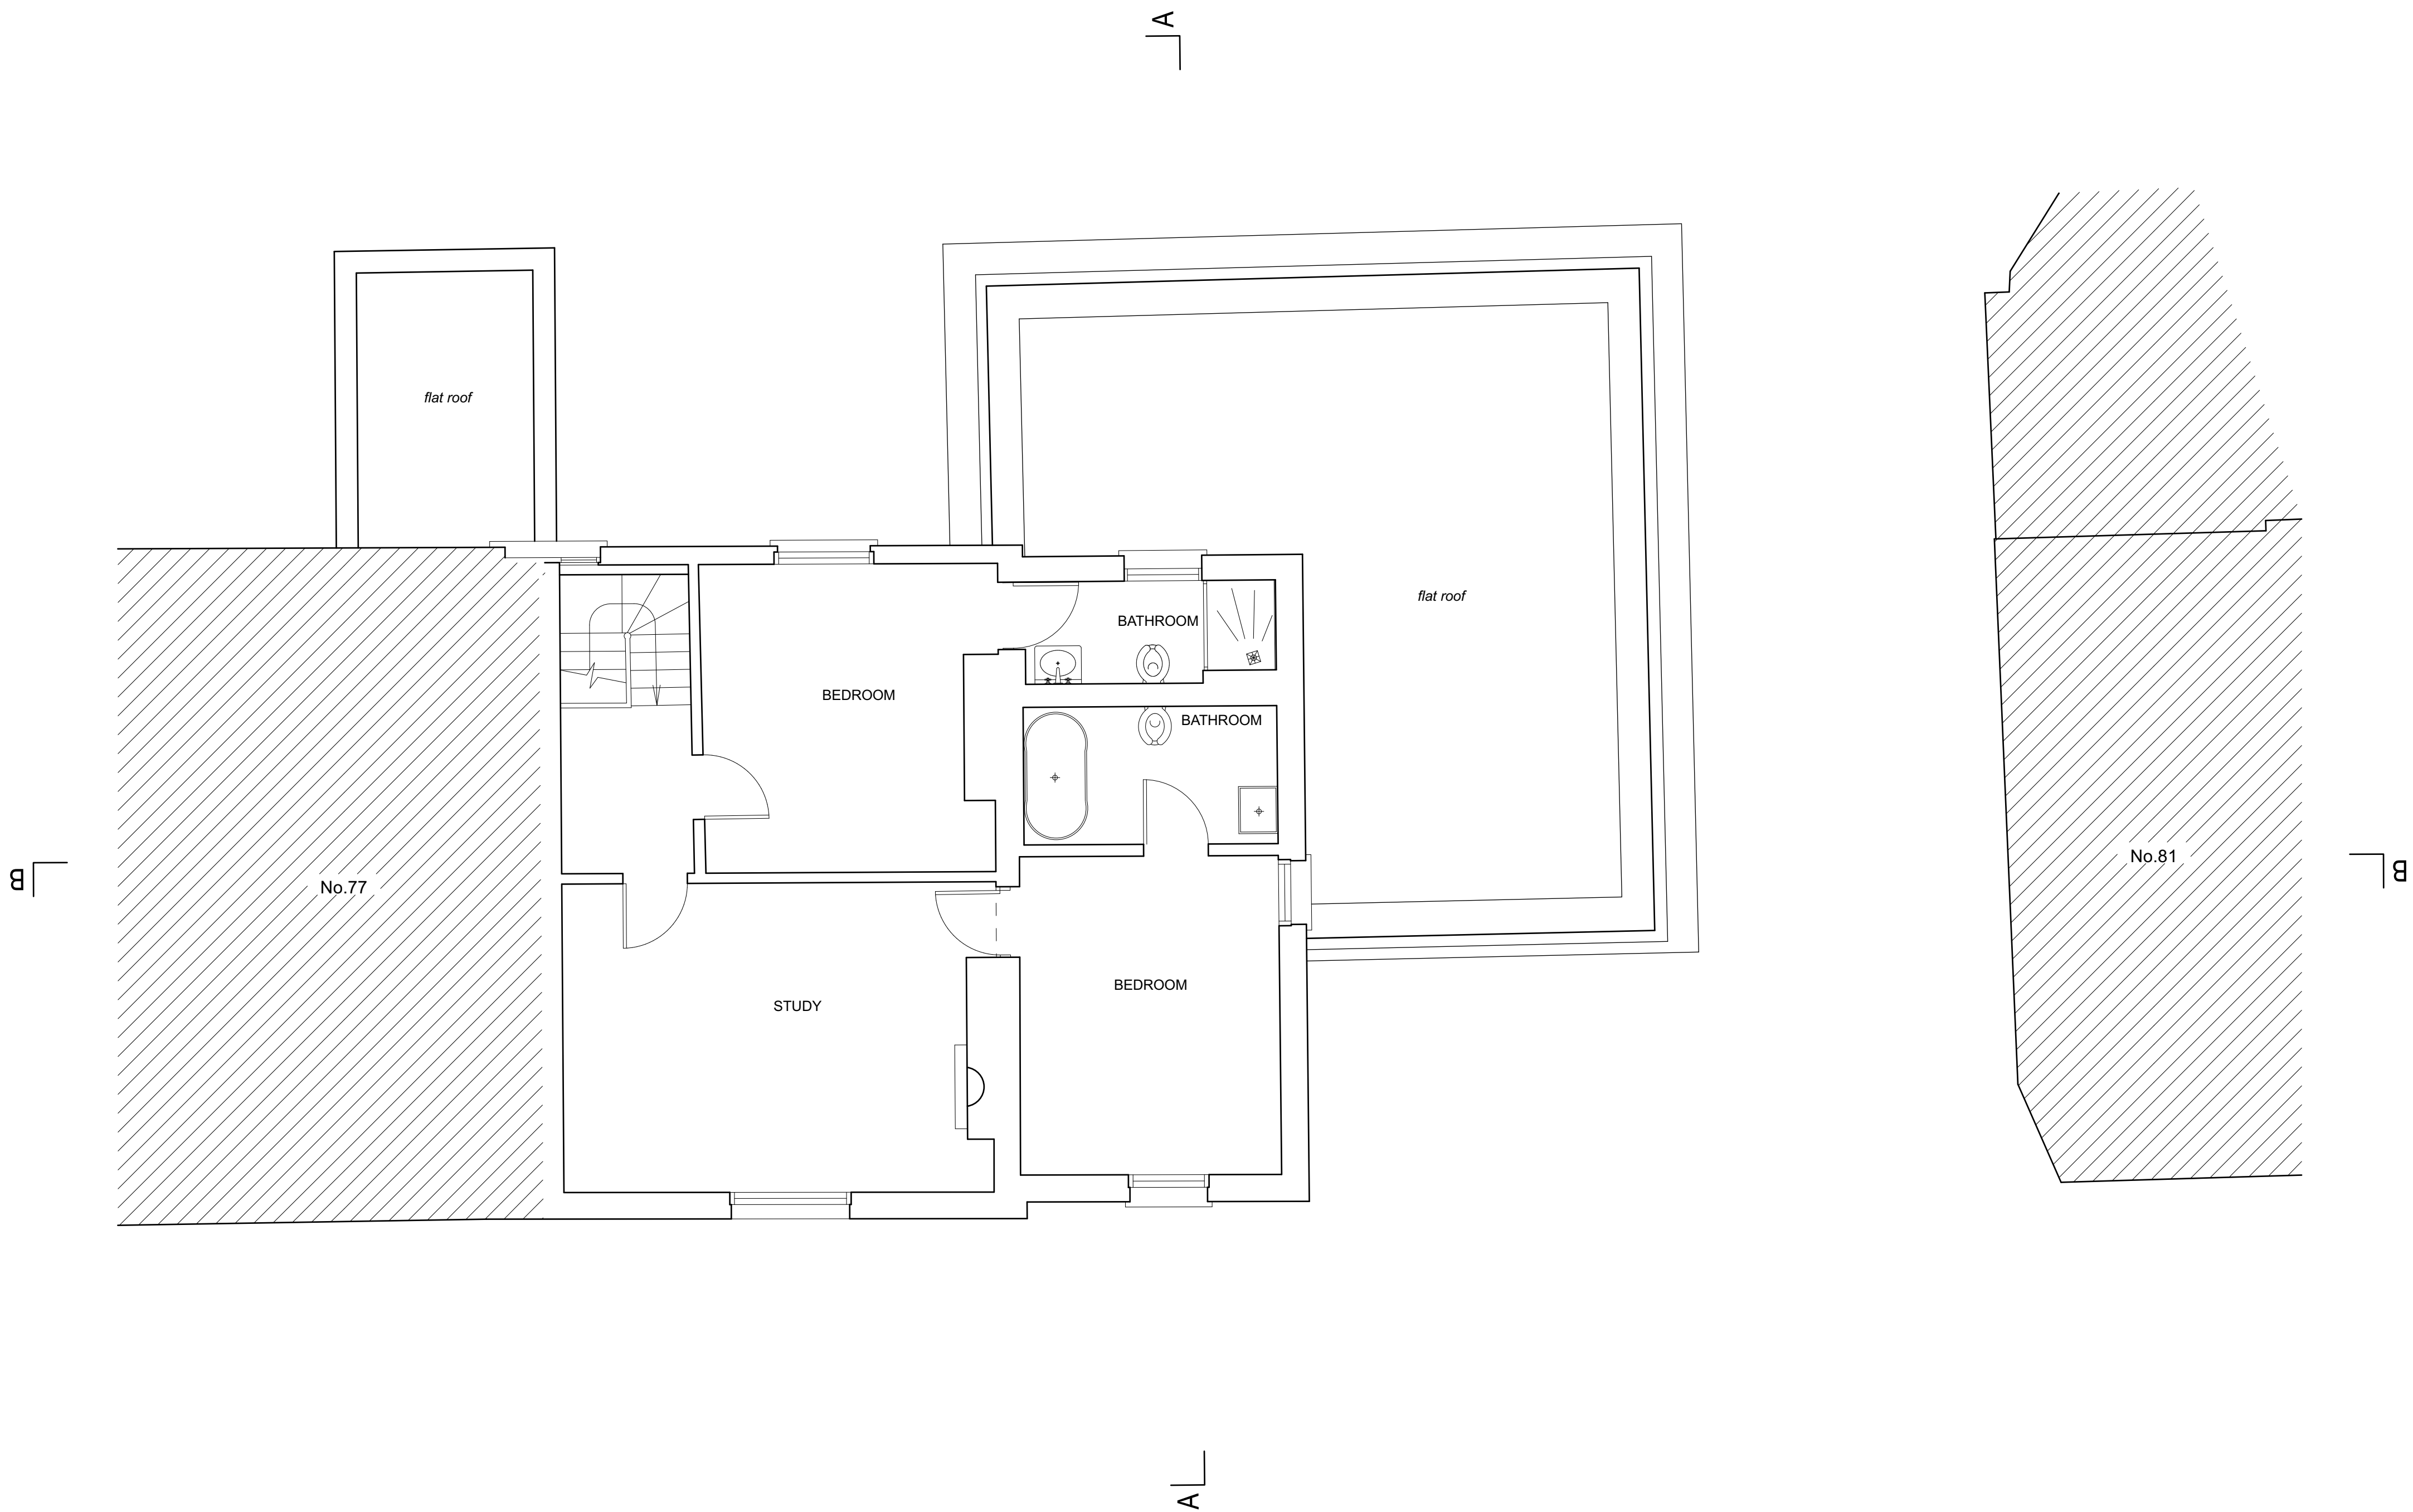 A
flat roof
flat roof
BATHROOM
BEDROOM
BATHROOM
B
No.77
No.81
B
BEDROOM
STUDY
A